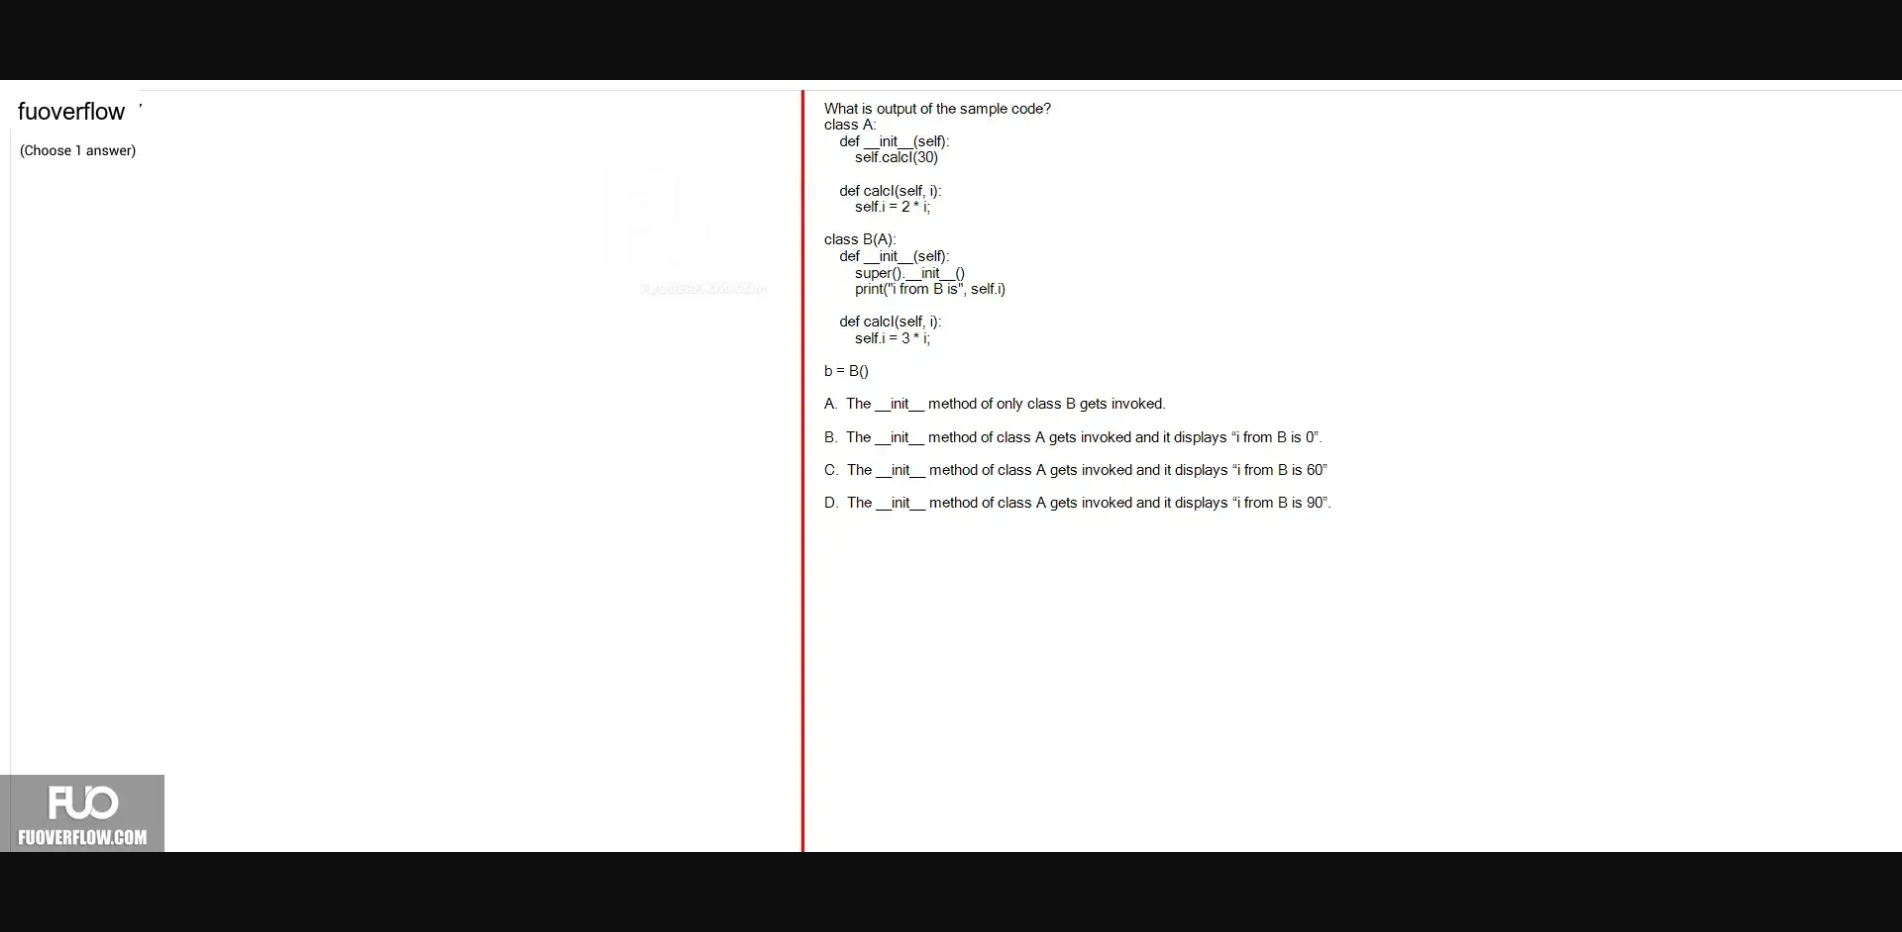 fuoverflow
(Choose 1 answer)
What is output of the sample code?
class A:
def __init__(self):
self.calcI(30)
def calcI(self, i):
self.i = 2 * i;
class B(A):
def __init__(self):
super().__init__()
print("i from B is", self.i)
def calcI(self, i):
self.i = 3 * i;
b = B()
A. The __init__ method of only class B gets invoked.
B. The __init__ method of class A gets invoked and it displays “i from B is 0”.
C. The __init__ method of class A gets invoked and it displays “i from B is 60”
D. The __init__ method of class A gets invoked and it displays “i from B is 90”.
FUO
FUOVERFLOW.COM